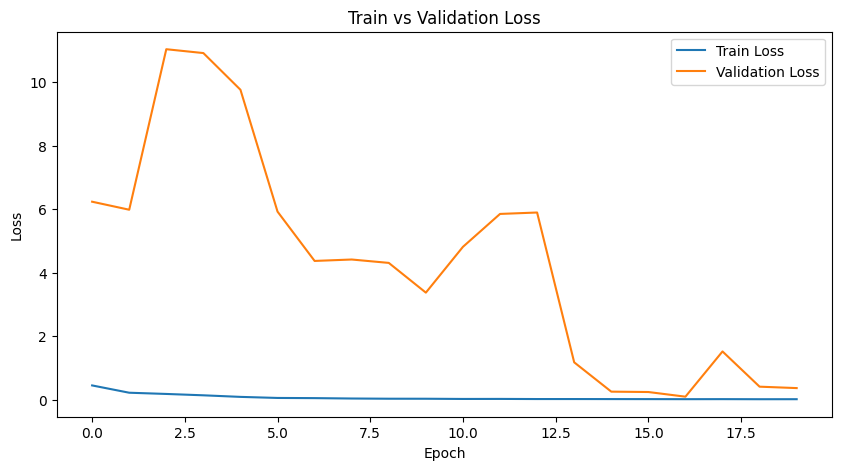 Train vs Validation Loss
Train Loss
Validation Loss
10
8
6
4
2
0
Loss
0.0 2.5 5.0 7.5 10.0 12.5 15.0 17.5
Epoch